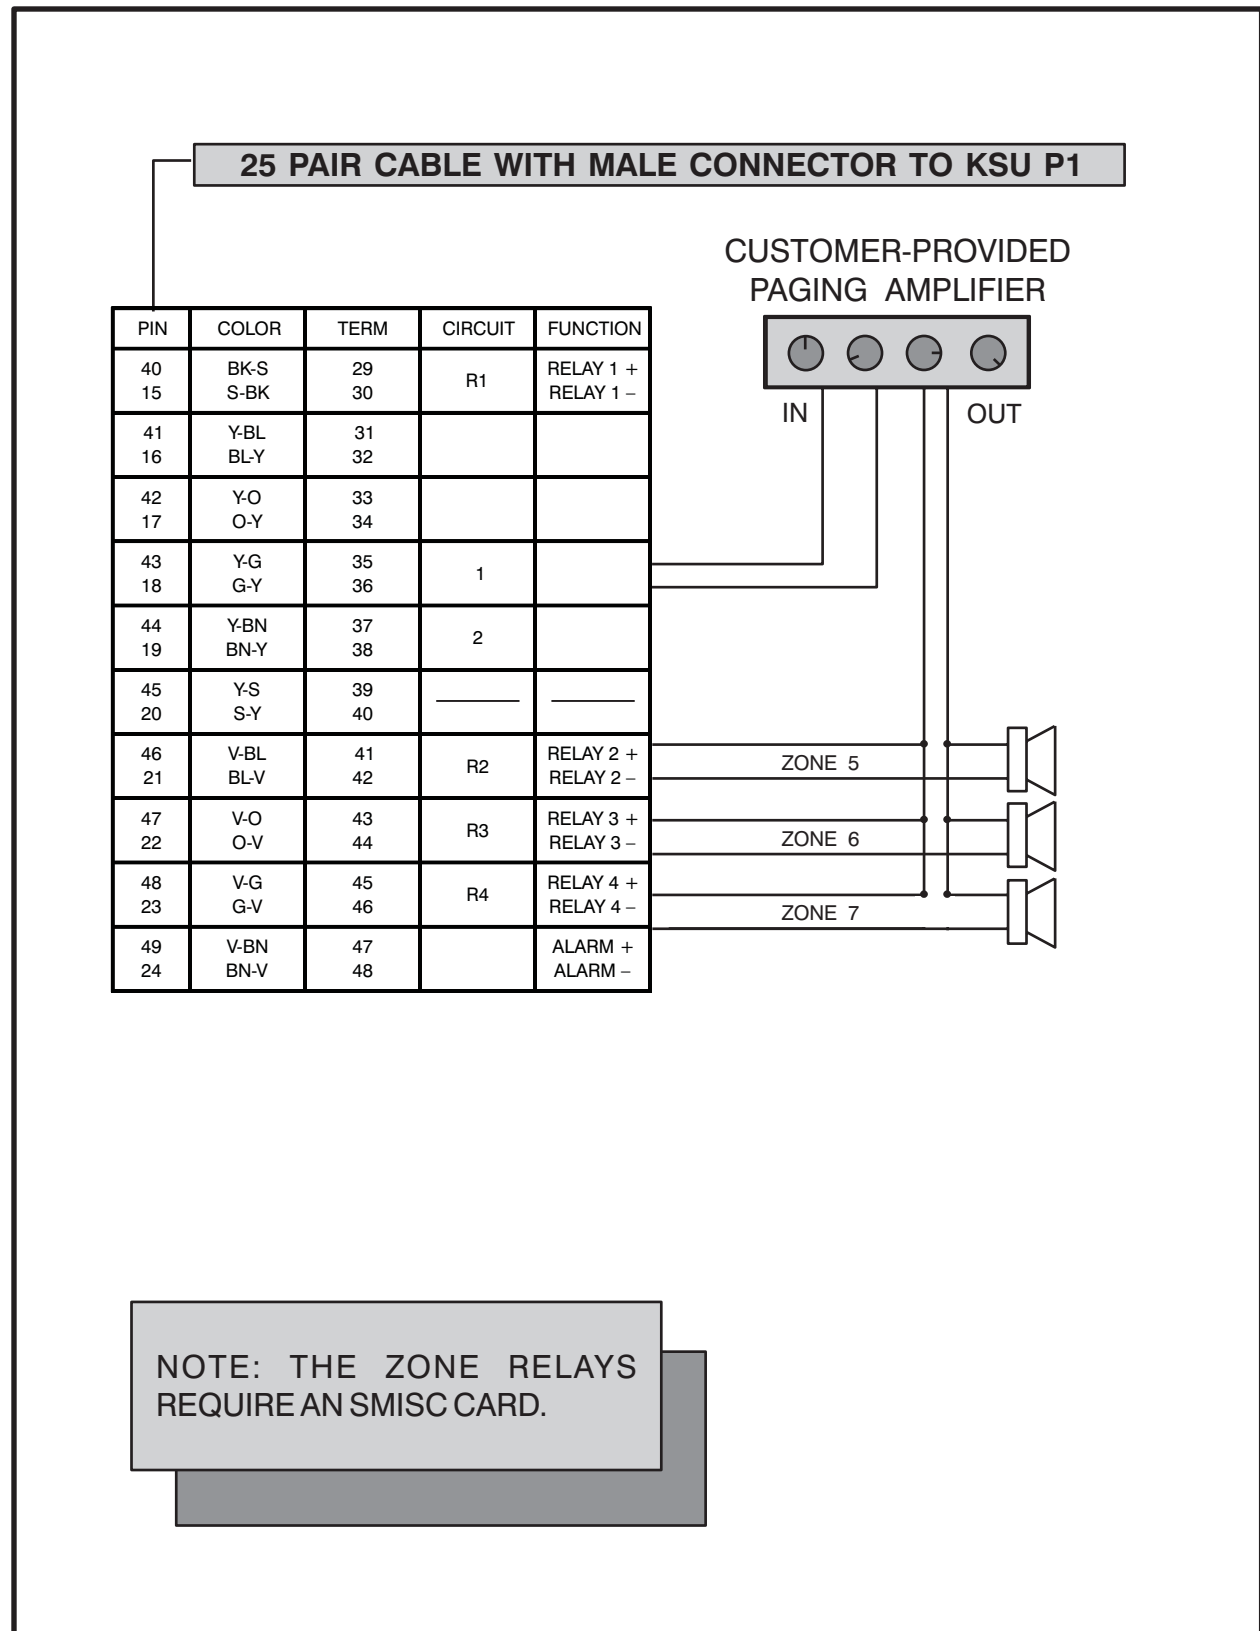 25 PAIR CABLE WITH MALE CONNECTOR TO KSU P1
CUSTOMER-PROVIDED
PAGING AMPLIFIER
IN
OUT
PIN COLOR TERM CIRCUIT FUNCTION
40 BK-S 29 R1 RELAY 1 +
15 S-BK 30 RELAY 1 –
41 Y-BL 31
16 BL-Y 32
42 Y-O 33
17 O-Y 34
43 Y-G 35 1
18 G-Y 36
44 Y-BN 37 2
19 BN-Y 38
45 Y-S 39
20 S-Y 40
46 V-BL 41 R2 RELAY 2 +
21 BL-V 42 RELAY 2 –
47 V-O 43 R3 RELAY 3 +
22 O-V 44 RELAY 3 –
48 V-G 45 R4 RELAY 4 +
23 G-V 46 RELAY 4 –
49 V-BN 47 ALARM +
24 BN-V 48 ALARM –
ZONE 5
ZONE 6
ZONE 7
NOTE: THE ZONE RELAYS
REQUIRE AN SMISC CARD.